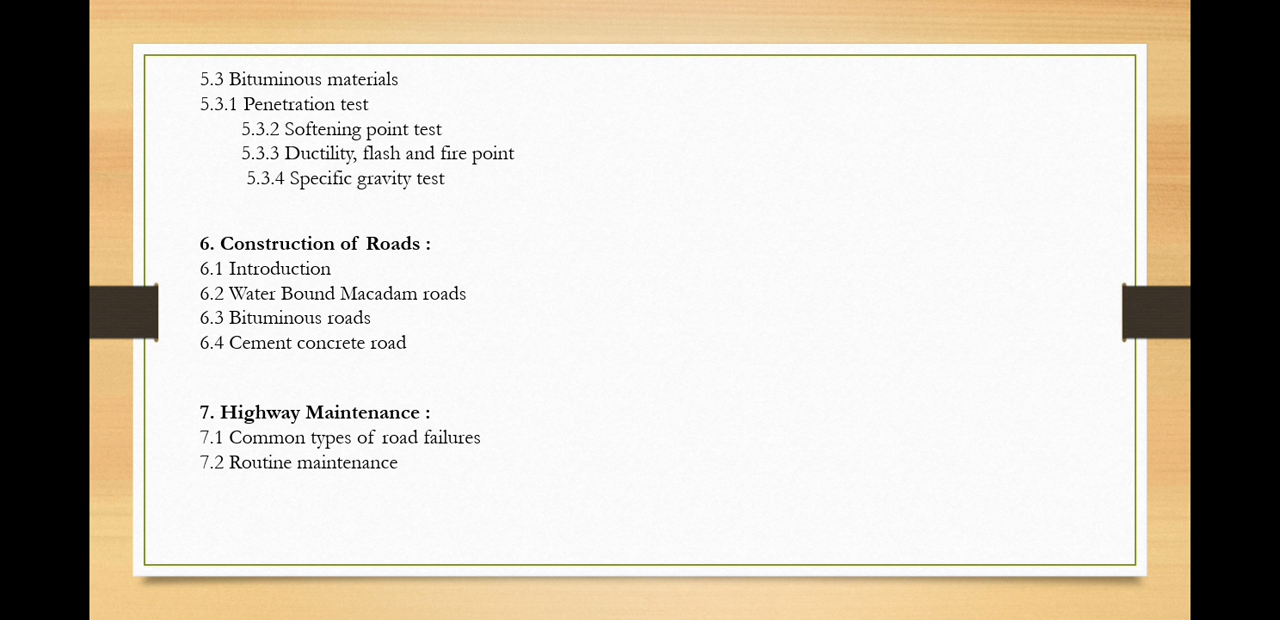 5.3 Bituminous materials
5.3.1 Penetration test
5.3.2 Softening point test
5.3.3 Ductility, flash and fire point
5.3.4 Specific gravity test
6. Construction of Roads :
6.1 Introduction
6.2 Water Bound Macadam roads
6.3 Bituminous roads
6.4 Cement concrete road
7. Highway Maintenance :
7.1 Common types of road failures
7.2 Routine maintenance